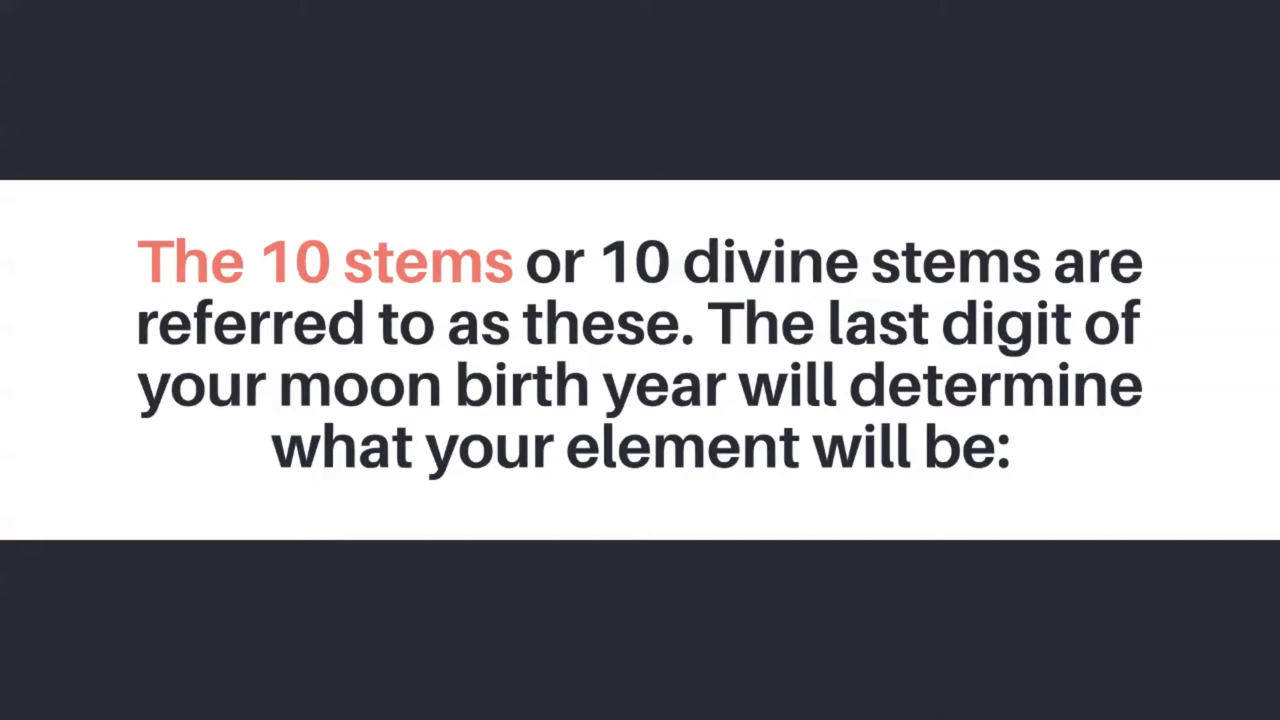 The 10 stems or 10 divine stems are
referred to as these. The last digit of
your moon birth year will determine
what your element will be: